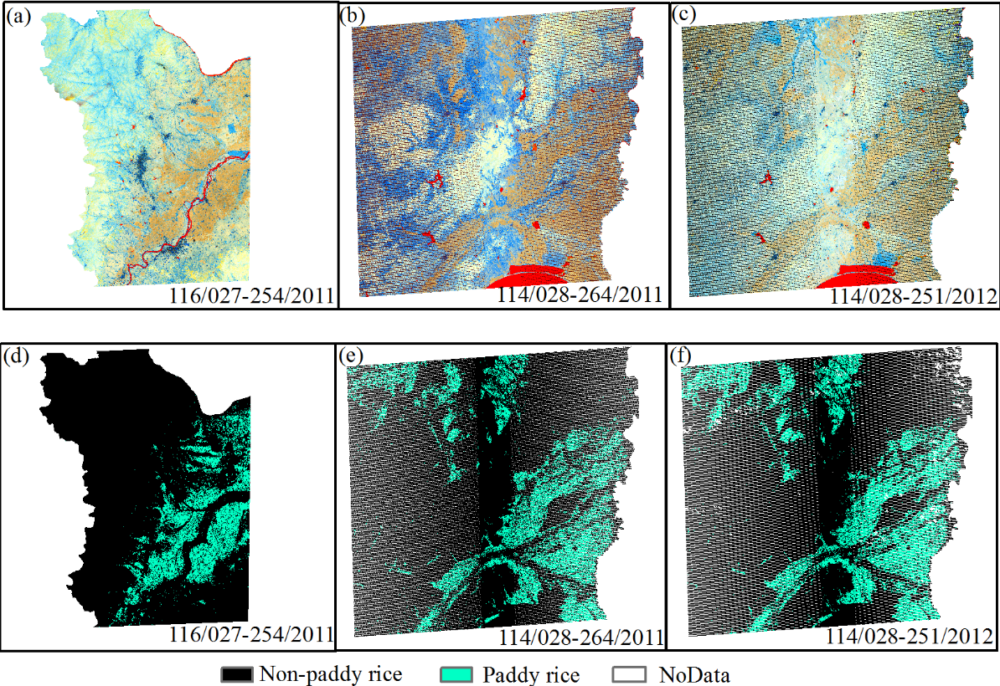 (a)
(b)
(c)
116/027-254/2011
114/028-264/2011
114/028-251/2012
(d)
(e)
(f)
116/027-254/2011
114/028-264/2011
114/028-251/2012
Non-paddy rice
Paddy rice
NoData